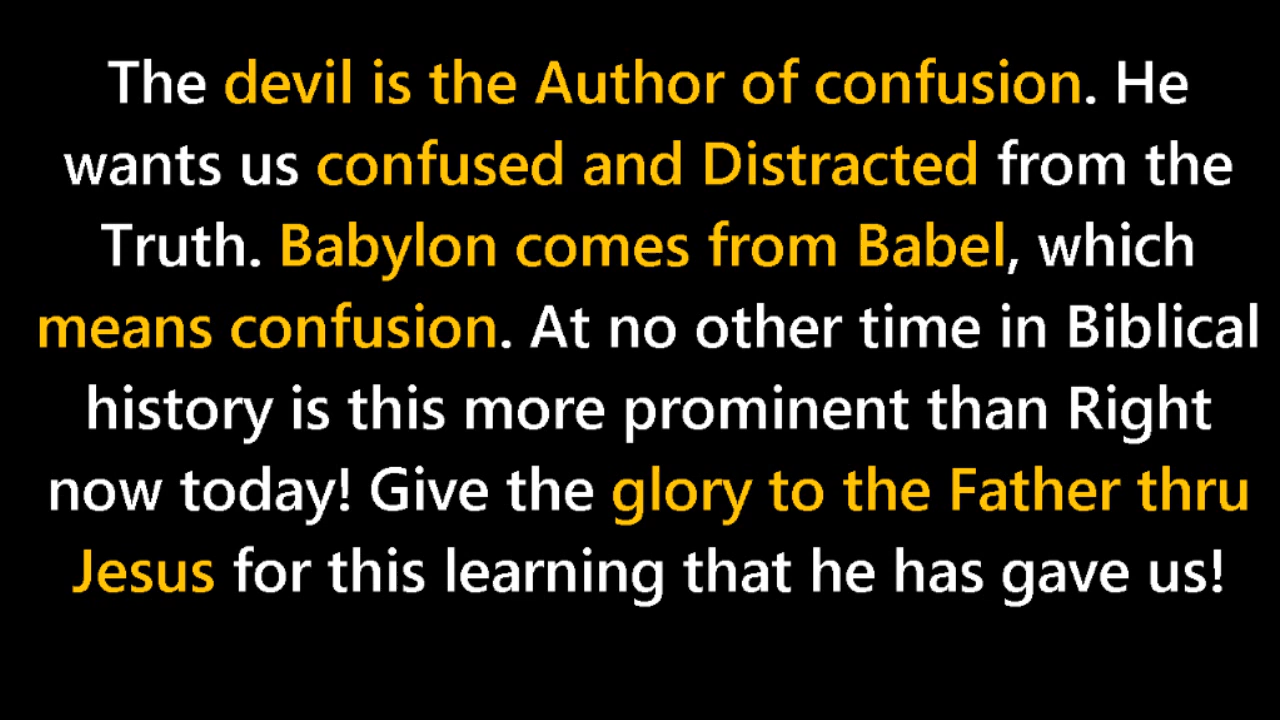 The devil is the Author of confusion. He
wants us confused and Distracted from the
Truth. Babylon comes from Babel, which
means confusion. At no other time in Biblical
history is this more prominent than Right
now today! Give the glory to the Father thru
Jesus for this learning that he has gave us!